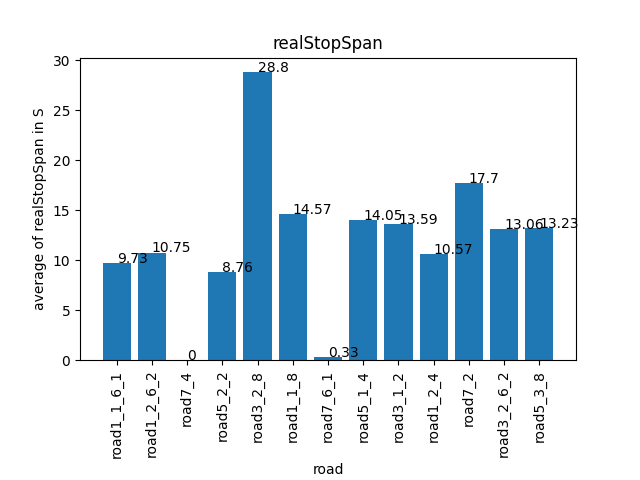 realStopSpan
average of realStopSpan in S
30
25
20
15
10
5
0
9.73
10.75
0
8.76
28.8
14.57
0.33
14.05
13.59
10.57
17.7
13.06
13.23
road1_1_6_1
road1_2_6_2
road7_4
road5_2_2
road3_2_8
road1_1_8
road7_6_1
road5_1_4
road3_1_2
road1_2_4
road7_2
road3_2_6_2
road5_3_8
road